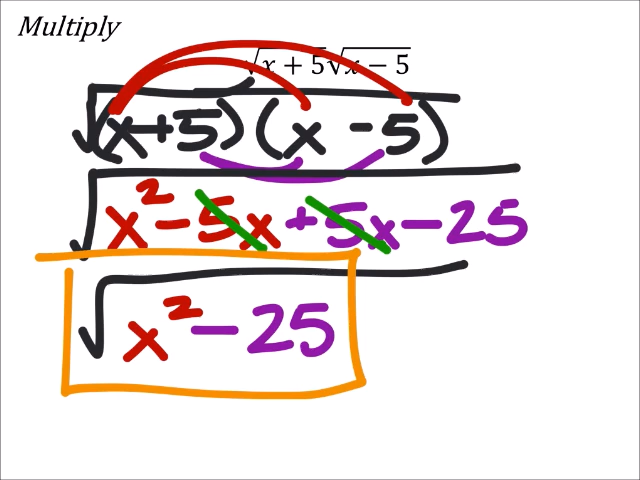 Multiply
√x + 5√x − 5
√(x+5)(x −5)
√x²−5x+5x−25
√x²−25